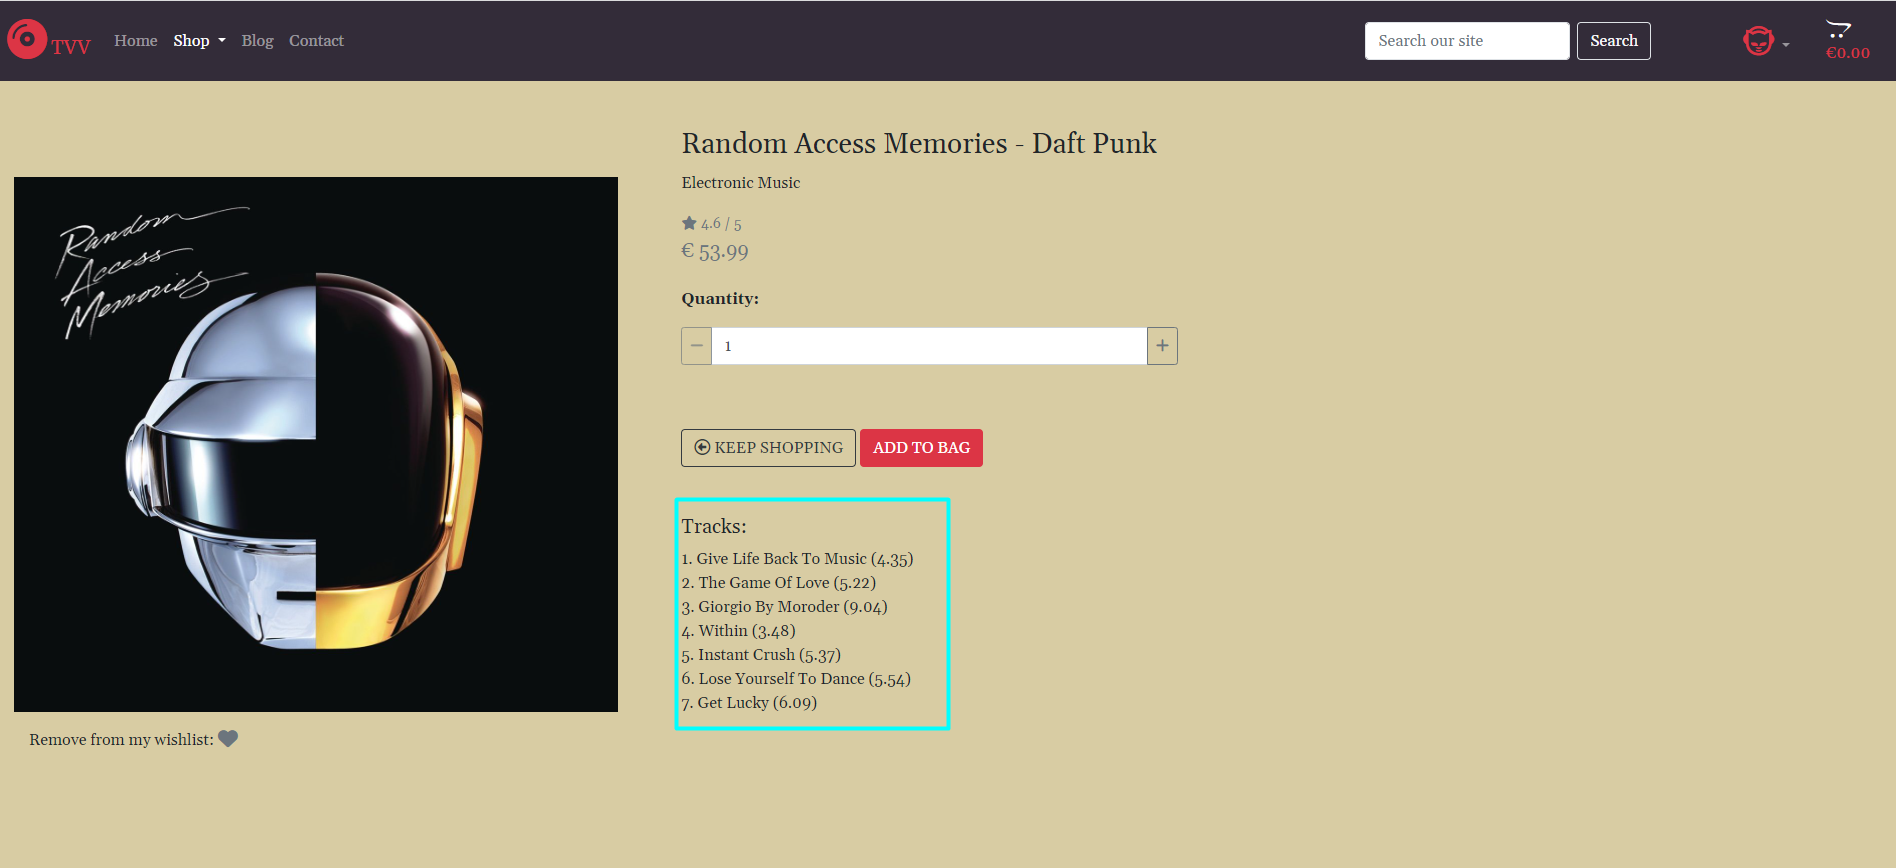 TVV Home Shop Blog Contact Search our site Search €0.00
Random Access Memories - Daft Punk
Electronic Music
4.6 / 5
€ 53.99
Quantity:
1
KEEP SHOPPING ADD TO BAG
Tracks:
1. Give Life Back To Music (4.35)
2. The Game Of Love (5.22)
3. Giorgio By Moroder (9.04)
4. Within (3.48)
5. Instant Crush (5.37)
6. Lose Yourself To Dance (5.54)
7. Get Lucky (6.09)
Random
Access
Memories
Remove from my wishlist: